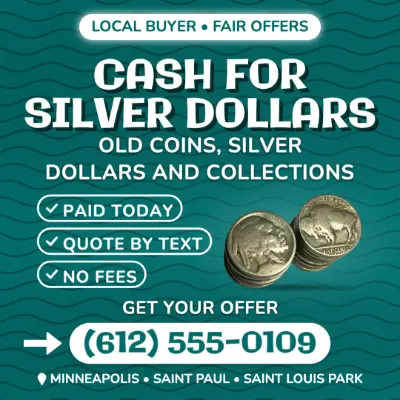 LOCAL BUYER • FAIR OFFERS
CASH FOR
SILVER DOLLARS
OLD COINS, SILVER
DOLLARS AND COLLECTIONS
PAID TODAY
QUOTE BY TEXT
NO FEES
GET YOUR OFFER
(612) 555-0109
MINNEAPOLIS • SAINT PAUL • SAINT LOUIS PARK